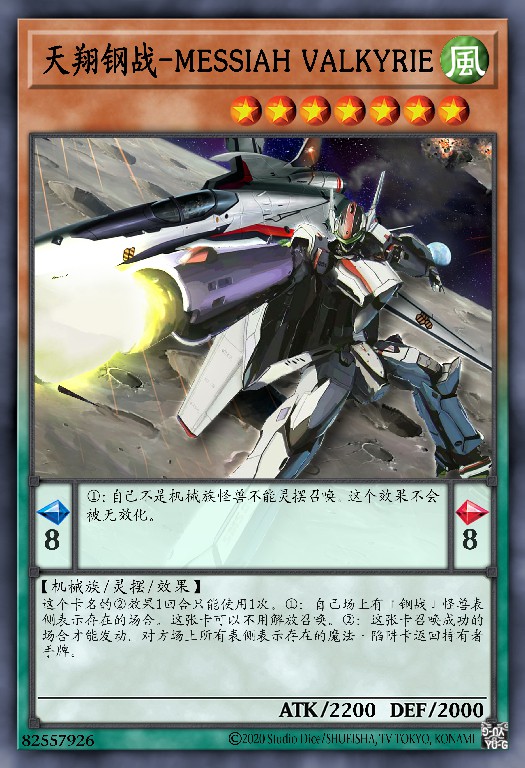 天翔钢战-MESSIAH VALKYRIE
風
①:自己不是机械族怪兽不能灵摆召唤。这个效果不会
被无效化。
8
8
【机械族/灵摆/效果】
这个卡名的②效果1回合只能使用1次。①:自己场上有「钢战」怪兽表
侧表示存在的场合。这张卡可以不用解放召唤。②:这张卡召唤成功的
场合才能发动。对方场上所有表侧表示存在的魔法·陷阱卡返回持有者
手牌。
ATK/2200 DEF/2000
82557926
©2020 Studio Dice/SHUEISHA, TV TOKYO, KONAMI